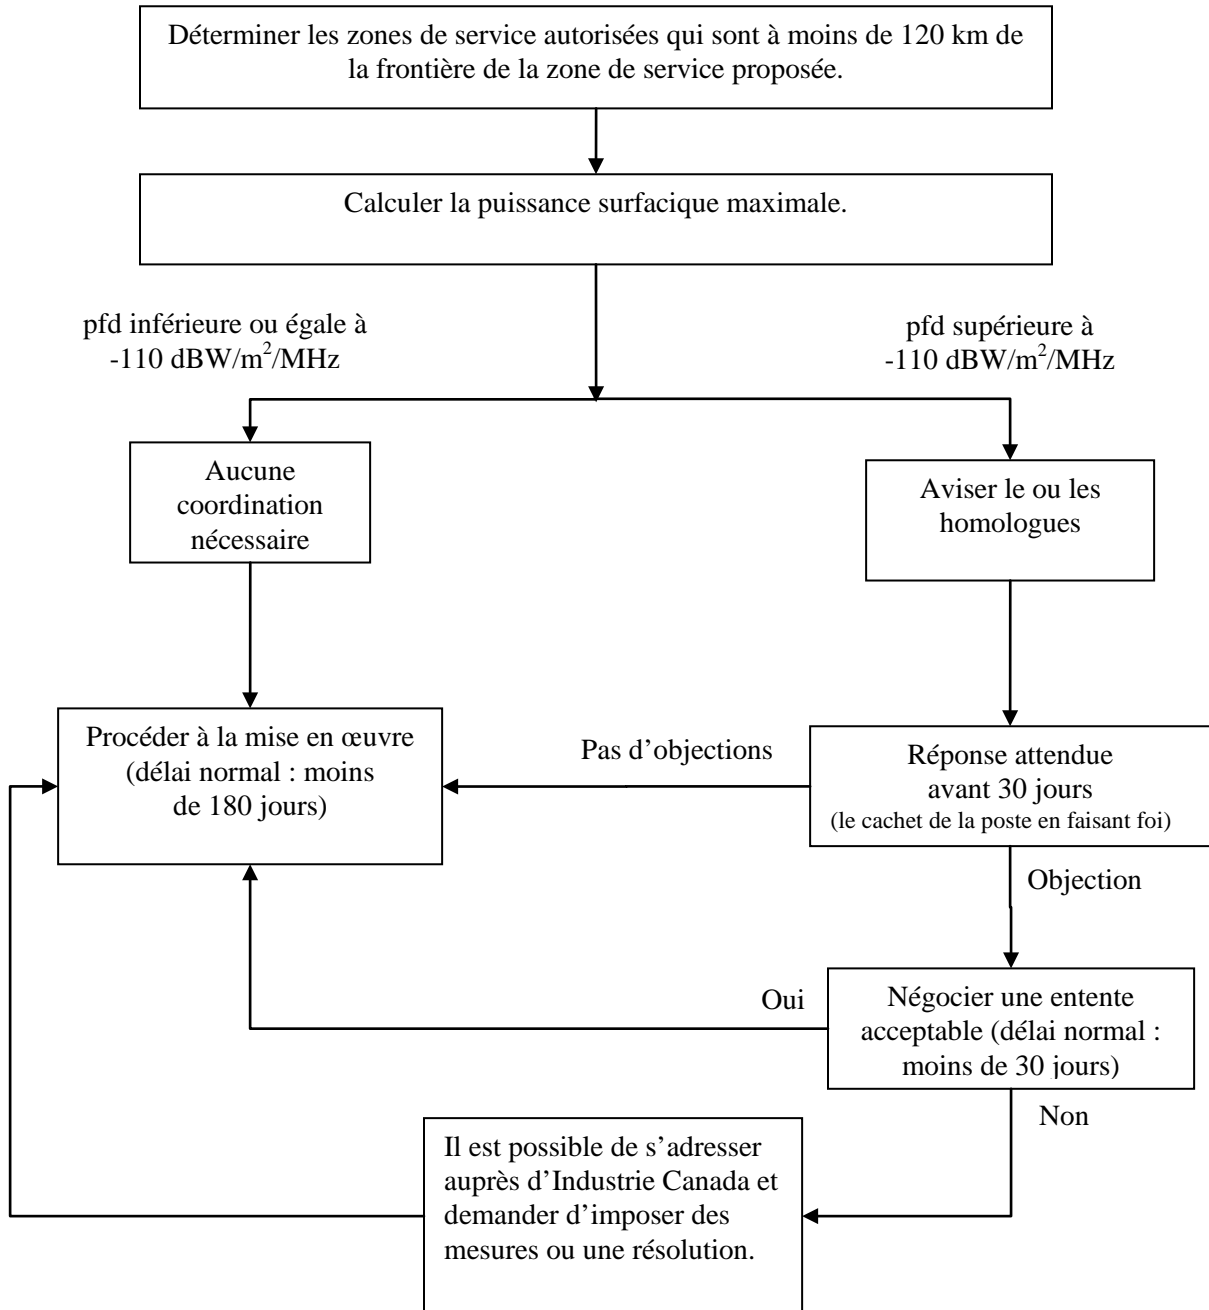 Déterminer les zones de service autorisées qui sont à moins de 120 km de
la frontière de la zone de service proposée.
Calculer la puissance surfacique maximale.
pfd inférieure ou égale à
-110 dBW/m²/MHz
pfd supérieure à
-110 dBW/m²/MHz
Aucune
coordination
nécessaire
Aviser le ou les
homologues
Procéder à la mise en œuvre
(délai normal : moins
de 180 jours)
Pas d’objections
Réponse attendue
avant 30 jours
(le cachet de la poste en faisant foi)
Objection
Oui
Négocier une entente
acceptable (délai normal :
moins de 30 jours)
Non
Il est possible de s’adresser
auprès d’Industrie Canada et
demander d’imposer des
mesures ou une résolution.